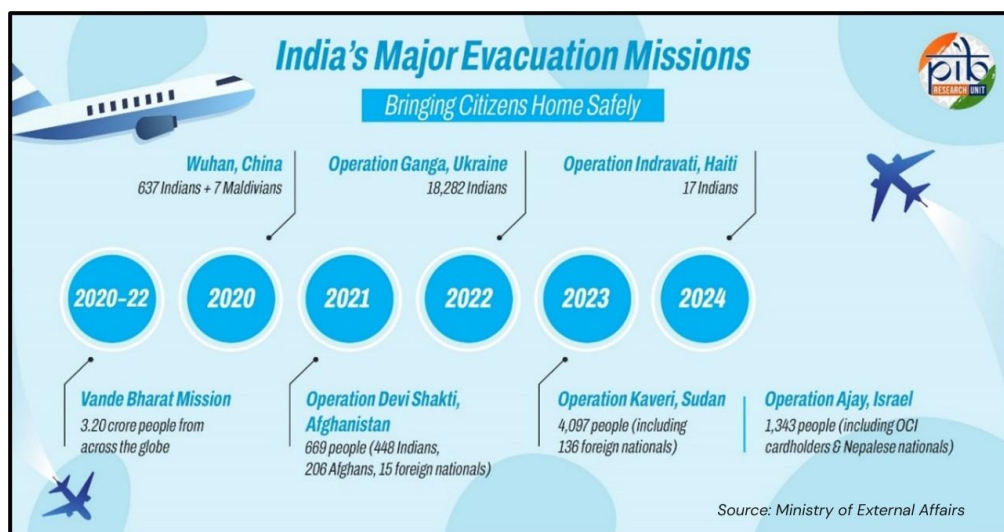 India's Major Evacuation Missions
Bringing Citizens Home Safely
pib
RESEARCH UNIT
Wuhan, China
637 Indians + 7 Maldivians
Operation Ganga, Ukraine
18,282 Indians
Operation Indravati, Haiti
17 Indians
2020-22
2020
2021
2022
2023
2024
Vande Bharat Mission
3.20 crore people from
across the globe
Operation Devi Shakti,
Afghanistan
669 people (448 Indians,
206 Afghans, 15 foreign nationals)
Operation Kaveri, Sudan
4,097 people (including
136 foreign nationals)
Operation Ajay, Israel
1,343 people (including OCI
cardholders & Nepalese nationals)
Source: Ministry of External Affairs